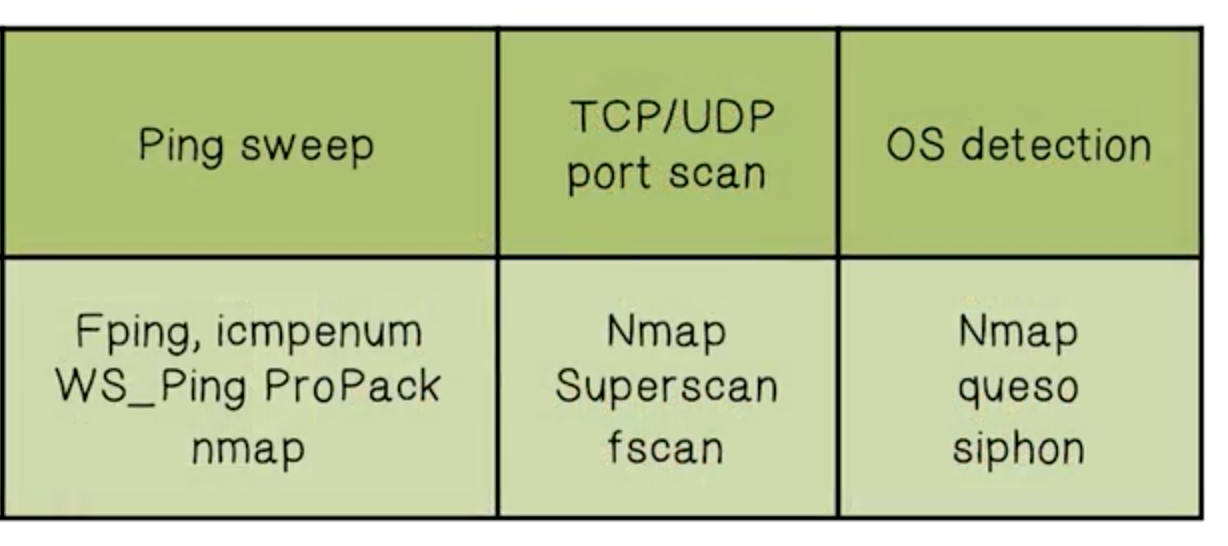 Ping sweep
TCP/UDP
port scan
OS detection
Fping, icmpenum
WS_Ping ProPack
nmap
Nmap
Superscan
fscan
Nmap
queso
siphon